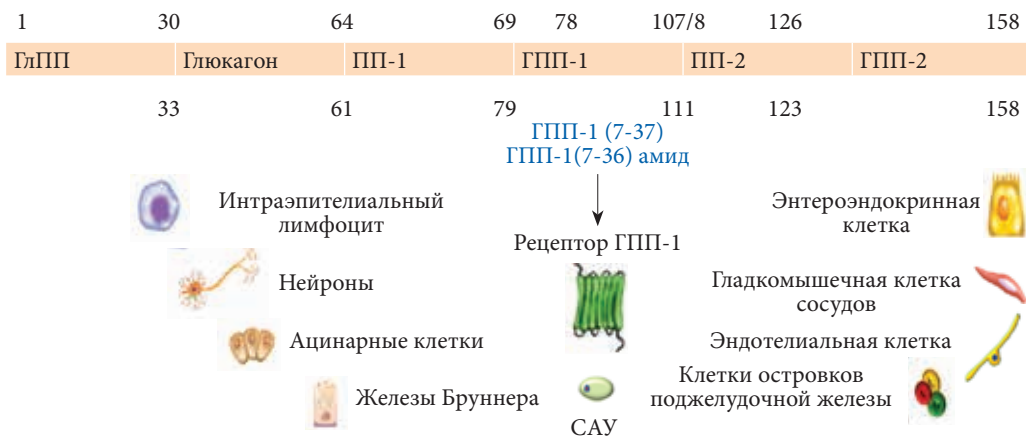 1 30 64 69 78 107/8 126 158
ГлПП Глюкагон ПП-1 ГПП-1 ПП-2 ГПП-2
33 61 79 111 123 158
ГПП-1 (7-37)
ГПП-1(7-36) амид
Интраэпителиальный
лимфоцит
Нейроны
Ацинарные клетки
Железы Бруннера
Рецептор ГПП-1
САУ
Энтероэндокринная
клетка
Гладкомышечная клетка
сосудов
Эндотелиальная клетка
Клетки островков
поджелудочной железы